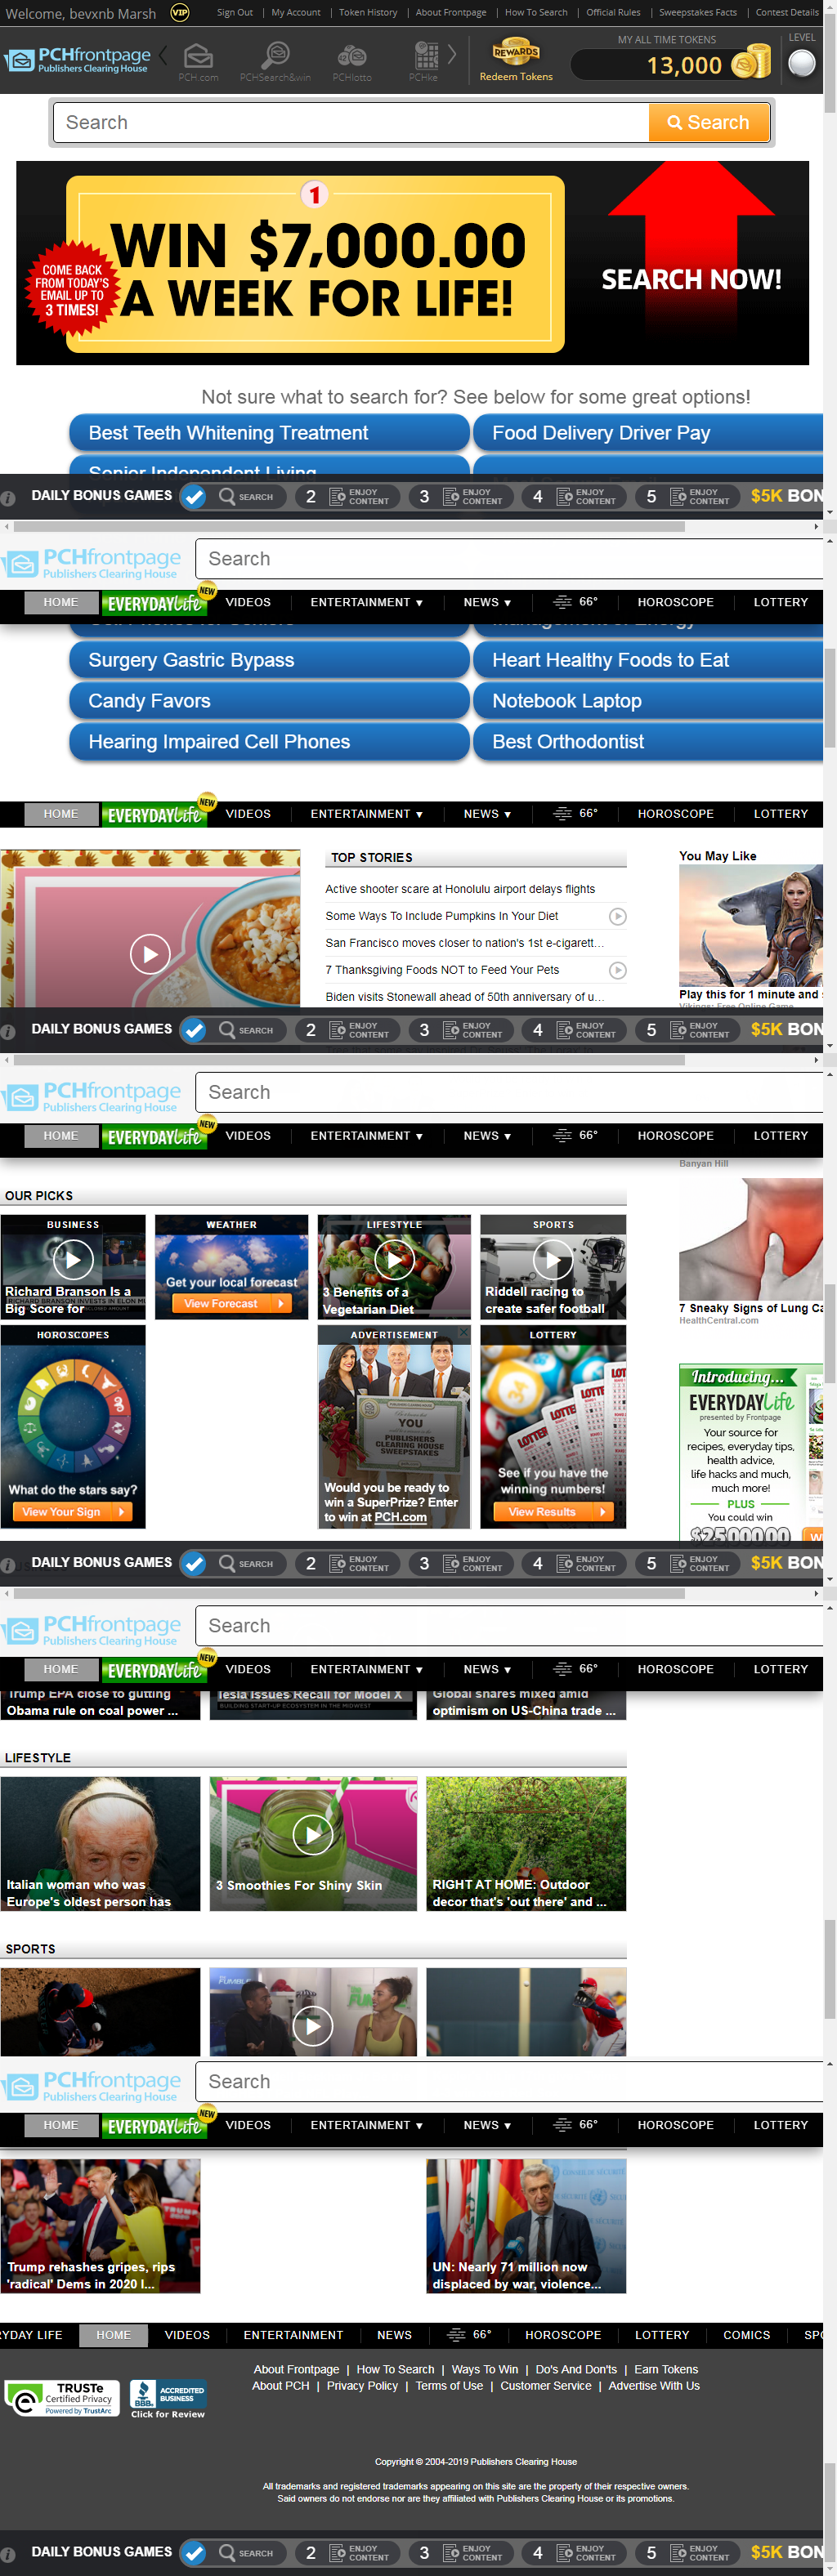 Welcome, bevxnb Marsh VIP Sign Out | My Account | Token History | About Frontpage | How To Search | Official Rules | Sweepstakes Facts | Contest Details
PCHfrontpage
Publishers Clearing House
PCH.com PCHSearch&win PCHlotto PCHke
REWARDS
Redeem Tokens
MY ALL TIME TOKENS
13,000
LEVEL
Search Search
1
WIN $7,000.00
A WEEK FOR LIFE!
COME BACK
FROM TODAY'S
EMAIL UP TO
3 TIMES!
SEARCH NOW!
Not sure what to search for? See below for some great options!
Best Teeth Whitening Treatment Food Delivery Driver Pay
Senior Independent Living
DAILY BONUS GAMES SEARCH 2 ENJOY CONTENT 3 ENJOY CONTENT 4 ENJOY CONTENT 5 ENJOY CONTENT $5K BON
PCHfrontpage
Publishers Clearing House
Search
HOME EVERYDAYLife NEW VIDEOS ENTERTAINMENT ▼ NEWS ▼ 66° HOROSCOPE LOTTERY
Surgery Gastric Bypass Heart Healthy Foods to Eat
Candy Favors Notebook Laptop
Hearing Impaired Cell Phones Best Orthodontist
HOME EVERYDAYLife NEW VIDEOS ENTERTAINMENT ▼ NEWS ▼ 66° HOROSCOPE LOTTERY
TOP STORIES
Active shooter scare at Honolulu airport delays flights
Some Ways To Include Pumpkins In Your Diet
San Francisco moves closer to nation's 1st e-cigarett...
7 Thanksgiving Foods NOT to Feed Your Pets
Biden visits Stonewall ahead of 50th anniversary of u...
You May Like
Play this for 1 minute and
Vikings: Free Online Game
DAILY BONUS GAMES SEARCH 2 ENJOY CONTENT 3 ENJOY CONTENT 4 ENJOY CONTENT 5 ENJOY CONTENT $5K BON
PCHfrontpage
Publishers Clearing House
Search
HOME EVERYDAYLife NEW VIDEOS ENTERTAINMENT ▼ NEWS ▼ 66° HOROSCOPE LOTTERY
Banyan Hill
OUR PICKS
BUSINESS
Richard Branson Is a
Big Score for
WEATHER
Get your local forecast
View Forecast
LIFESTYLE
3 Benefits of a
Vegetarian Diet
SPORTS
Riddell racing to
create safer football
7 Sneaky Signs of Lung Ca
HealthCentral.com
HOROSCOPES
What do the stars say?
View Your Sign
ADVERTISEMENT
YOU
PUBLISHERS
CLEARING HOUSE
SWEEPSTAKES
Would you be ready to
win a SuperPrize? Enter
to win at PCH.com
LOTTERY
See if you have the
winning numbers!
View Results
Introducing...
EVERYDAYLife
presented by Frontpage
Your source for
recipes, everyday tips,
health advice,
life hacks and much,
much more!
PLUS
You could win
$25,000.00
DAILY BONUS GAMES SEARCH 2 ENJOY CONTENT 3 ENJOY CONTENT 4 ENJOY CONTENT 5 ENJOY CONTENT $5K BON
PCHfrontpage
Publishers Clearing House
Search
HOME EVERYDAYLife NEW VIDEOS ENTERTAINMENT ▼ NEWS ▼ 66° HOROSCOPE LOTTERY
Trump EPA close to gutting
Obama rule on coal power ...
Tesla Issues Recall for Model X
BUILDING START-UP ECOSYSTEM IN THE MIDWEST
Global shares mixed amid
optimism on US-China trade ...
LIFESTYLE
Italian woman who was
Europe's oldest person has
3 Smoothies For Shiny Skin
RIGHT AT HOME: Outdoor
decor that's 'out there' and ...
SPORTS
PCHfrontpage
Publishers Clearing House
Search
HOME EVERYDAYLife NEW VIDEOS ENTERTAINMENT ▼ NEWS ▼ 66° HOROSCOPE LOTTERY
Trump rehashes gripes, rips
'radical' Dems in 2020 l...
UN: Nearly 71 million now
displaced by war, violence...
RYDAY LIFE HOME VIDEOS ENTERTAINMENT NEWS 66° HOROSCOPE LOTTERY COMICS SPO
TRUSTe
Certified Privacy
Powered by TrustArc
BBB.
ACCREDITED
BUSINESS
Click for Review
About Frontpage | How To Search | Ways To Win | Do's And Don'ts | Earn Tokens
About PCH | Privacy Policy | Terms of Use | Customer Service | Advertise With Us
Copyright © 2004-2019 Publishers Clearing House
All trademarks and registered trademarks appearing on this site are the property of their respective owners.
Said owners do not endorse nor are they affiliated with Publishers Clearing House or its promotions.
DAILY BONUS GAMES SEARCH 2 ENJOY CONTENT 3 ENJOY CONTENT 4 ENJOY CONTENT 5 ENJOY CONTENT $5K BON